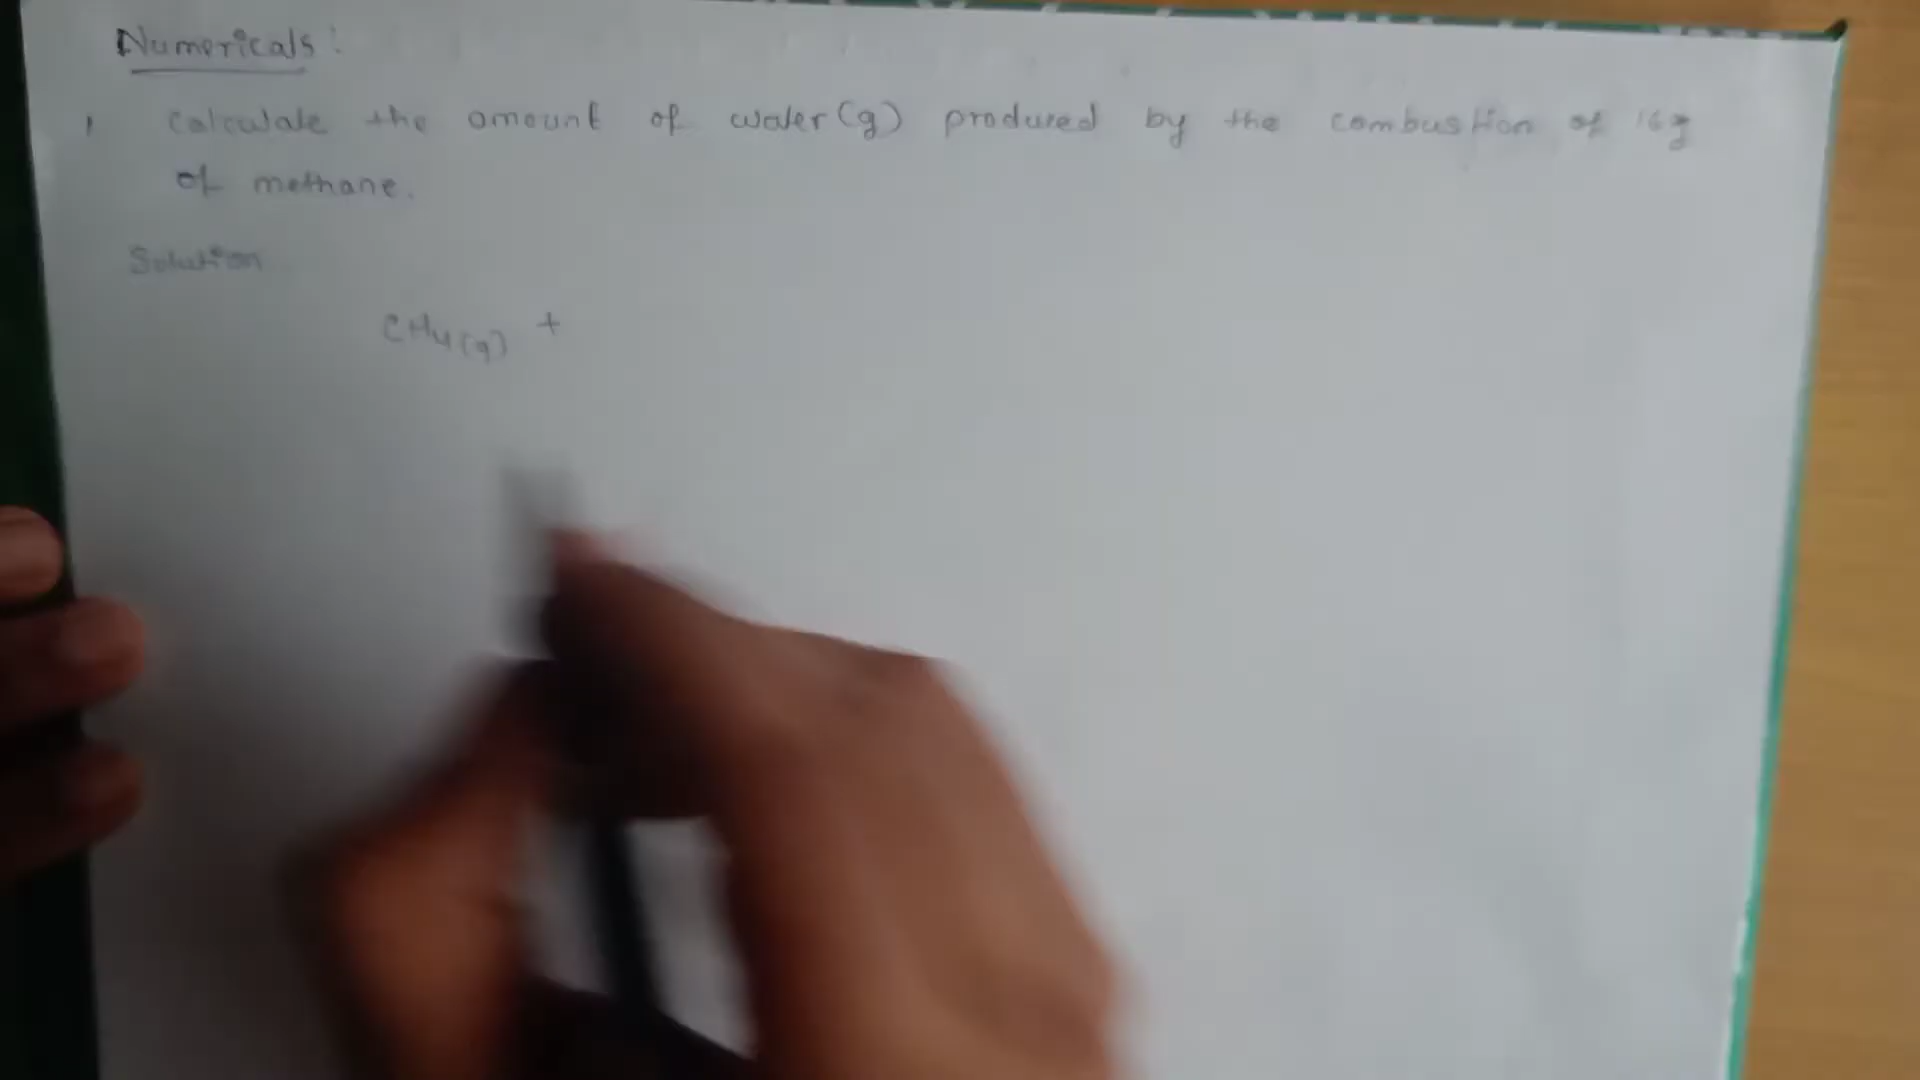 Numericals:
1 Calculate the amount of water(g) produced by the combustion of 16g
of methane.
Solution
CH4(g) +